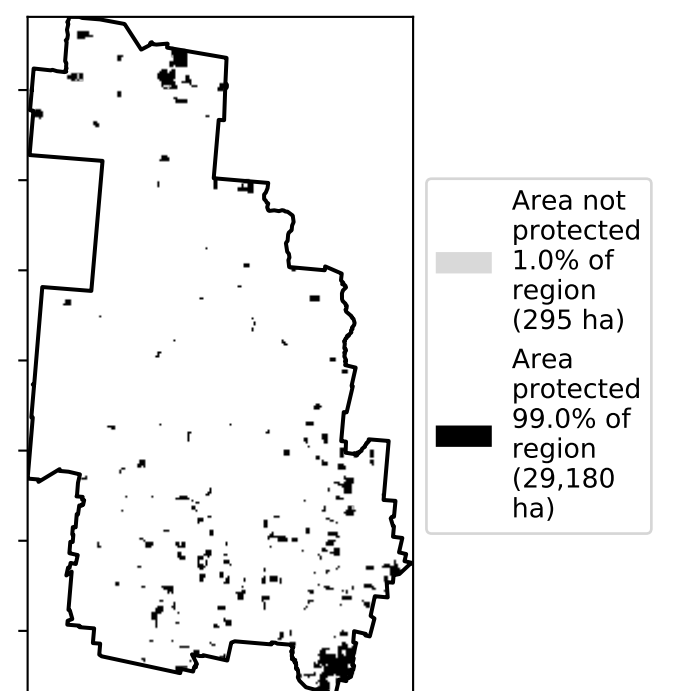 Area not
protected
1.0% of
region
(295 ha)
Area
protected
99.0% of
region
(29,180
ha)